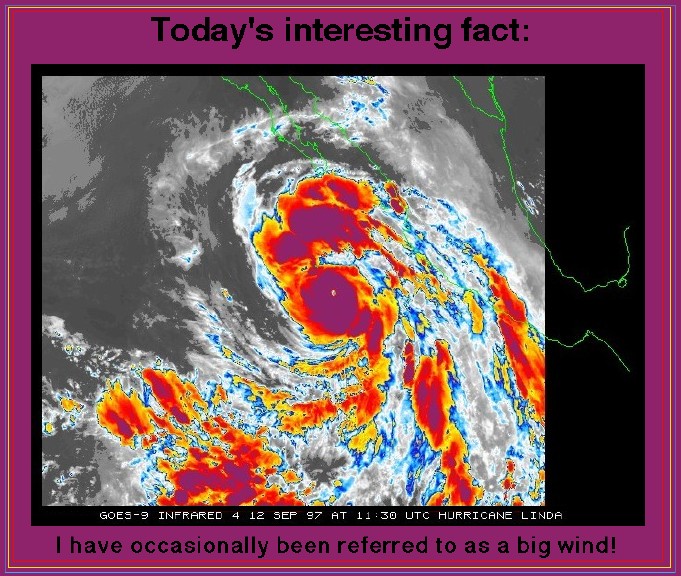 Today's interesting fact:
GOES-9 INFRARED 4 12 SEP 97 AT 11:30 UTC HURRICANE LINDA
I have occasionally been referred to as a big wind!